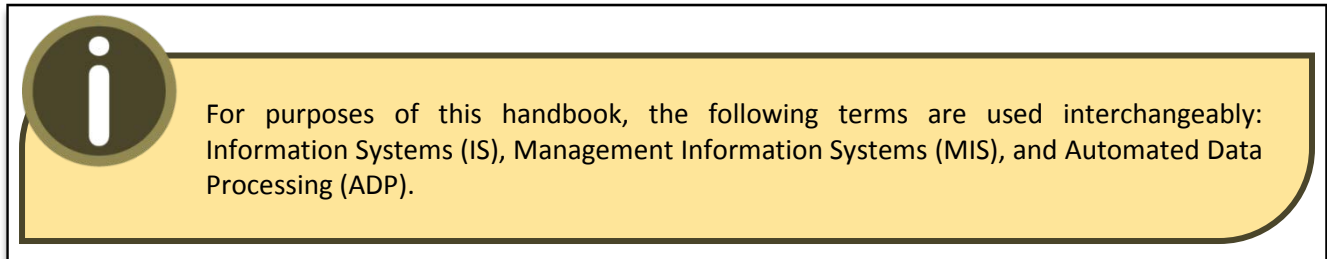 For purposes of this handbook, the following terms are used interchangeably:
Information Systems (IS), Management Information Systems (MIS), and Automated Data
Processing (ADP).